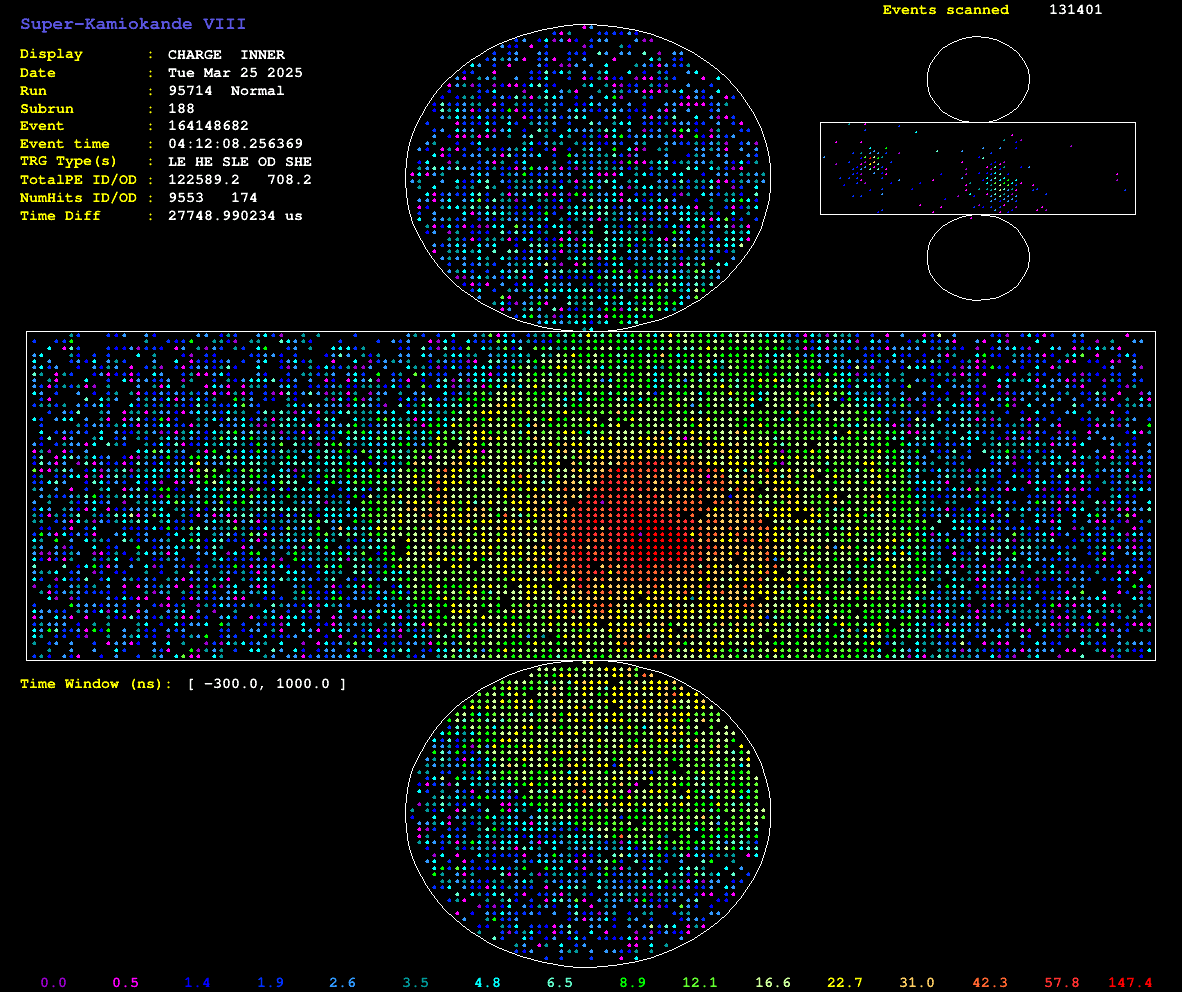 Super-Kamiokande VIII
Events scanned 131401
Display : CHARGE INNER
Date : Tue Mar 25 2025
Run : 95714 Normal
Subrun : 188
Event : 164148682
Event time : 04:12:08.256369
TRG Type(s) : LE HE SLE OD SHE
TotalPE ID/OD : 122589.2 708.2
NumHits ID/OD : 9553 174
Time Diff : 27748.990234 us
Time Window (ns): [ −300.0, 1000.0 ]
0.0 0.5 1.4 1.9 2.6 3.5 4.8 6.5 8.9 12.1 16.6 22.7 31.0 42.3 57.8 147.4